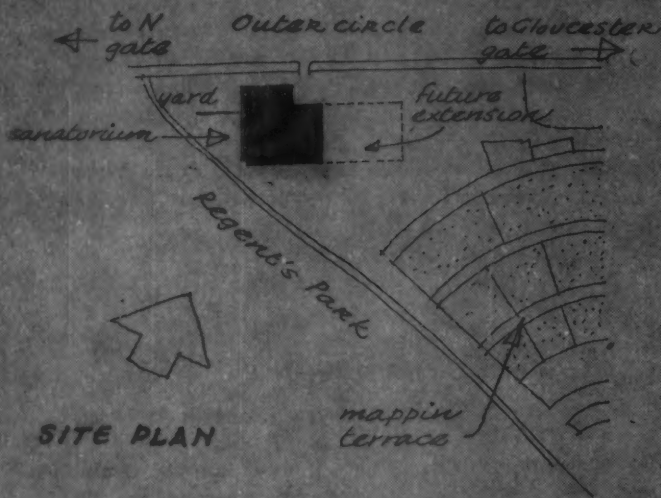 to N
gate
Outer circle
to Gloucester
gate
yard
future
extension
sanatorium
Regent's Park
mappin
terrace
SITE PLAN